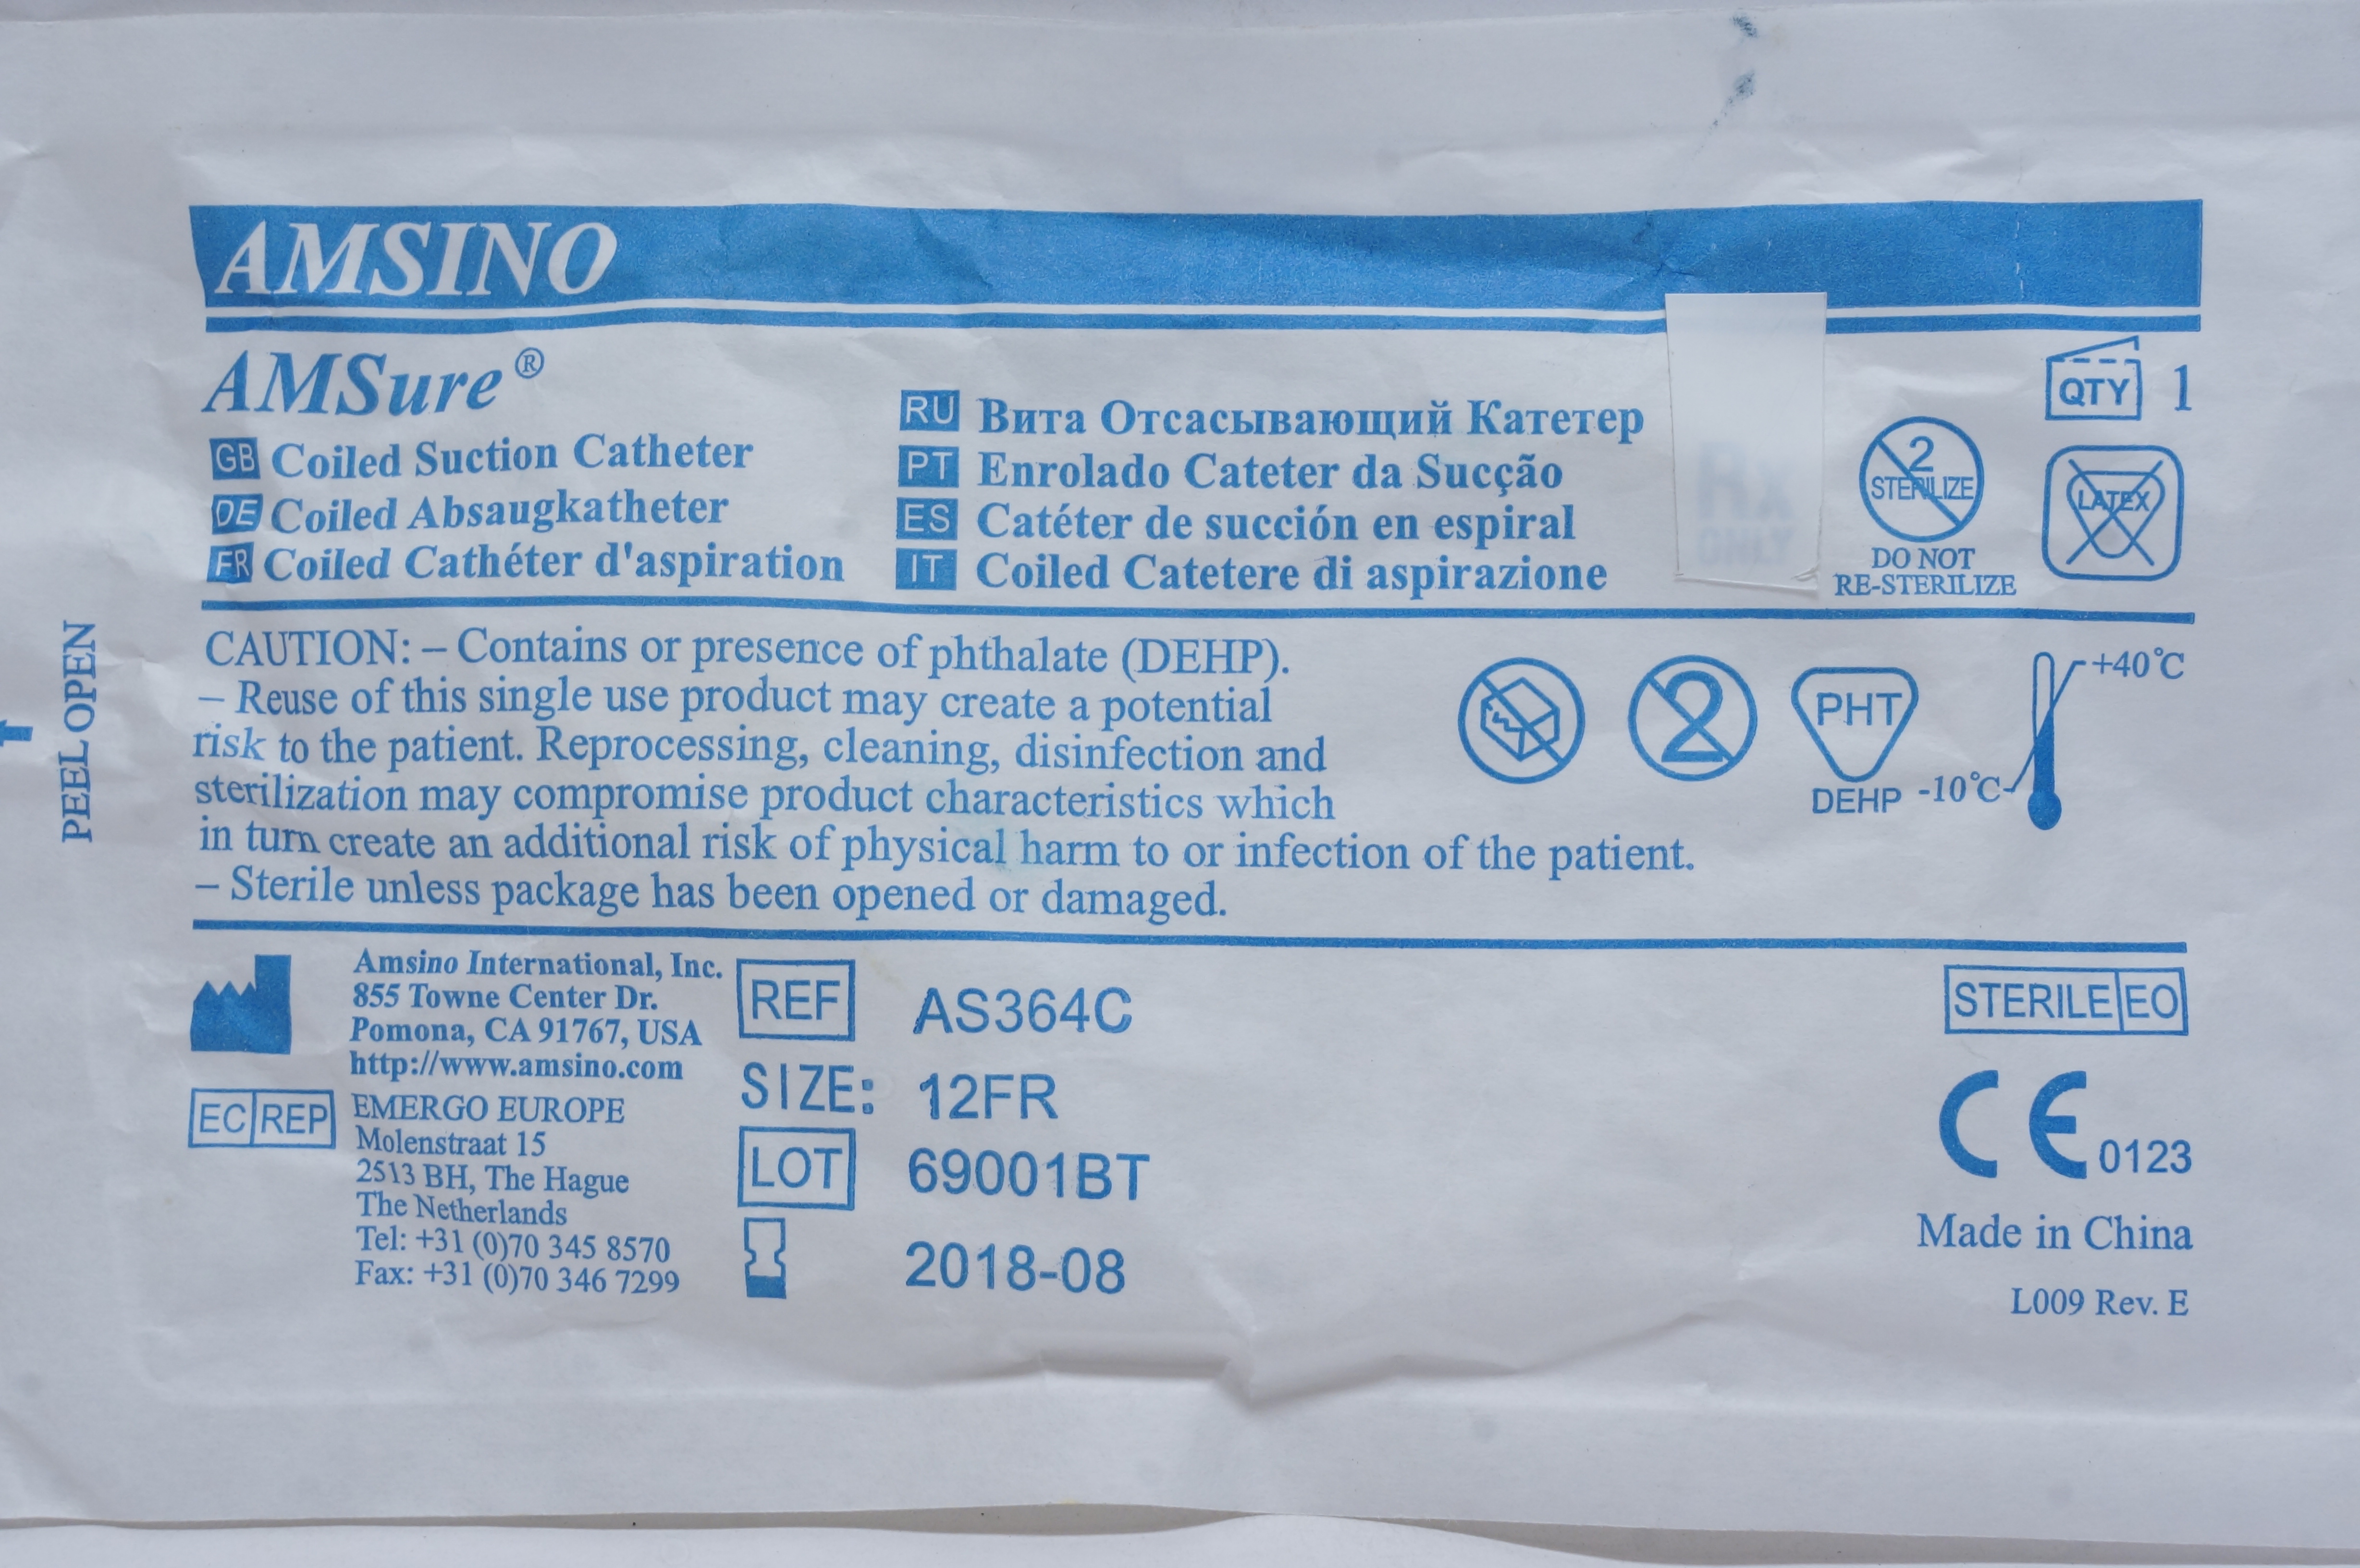 AMSINO
AMSure®
GB Coiled Suction Catheter
DE Coiled Absaugkatheter
FR Coiled Cathéter d'aspiration
RU Вита Отсасывающий Катетер
PT Enrolado Cateter da Sucção
ES Catéter de succión en espiral
IT Coiled Catetere di aspirazione
Rx
ONLY
2
STERILIZE
DO NOT
RE-STERILIZE
QTY 1
LATEX
PEEL OPEN
CAUTION: – Contains or presence of phthalate (DEHP).
– Reuse of this single use product may create a potential
risk to the patient. Reprocessing, cleaning, disinfection and
sterilization may compromise product characteristics which
in turn create an additional risk of physical harm to or infection of the patient.
– Sterile unless package has been opened or damaged.
2
PHT
DEHP
-10°C
+40°C
Amsino International, Inc.
855 Towne Center Dr.
Pomona, CA 91767, USA
http://www.amsino.com
EC REP EMERGO EUROPE
Molenstraat 15
2513 BH, The Hague
The Netherlands
Tel: +31 (0)70 345 8570
Fax: +31 (0)70 346 7299
REF AS364C
SIZE: 12FR
LOT 69001BT
2018-08
STERILE EO
CE 0123
Made in China
L009 Rev. E